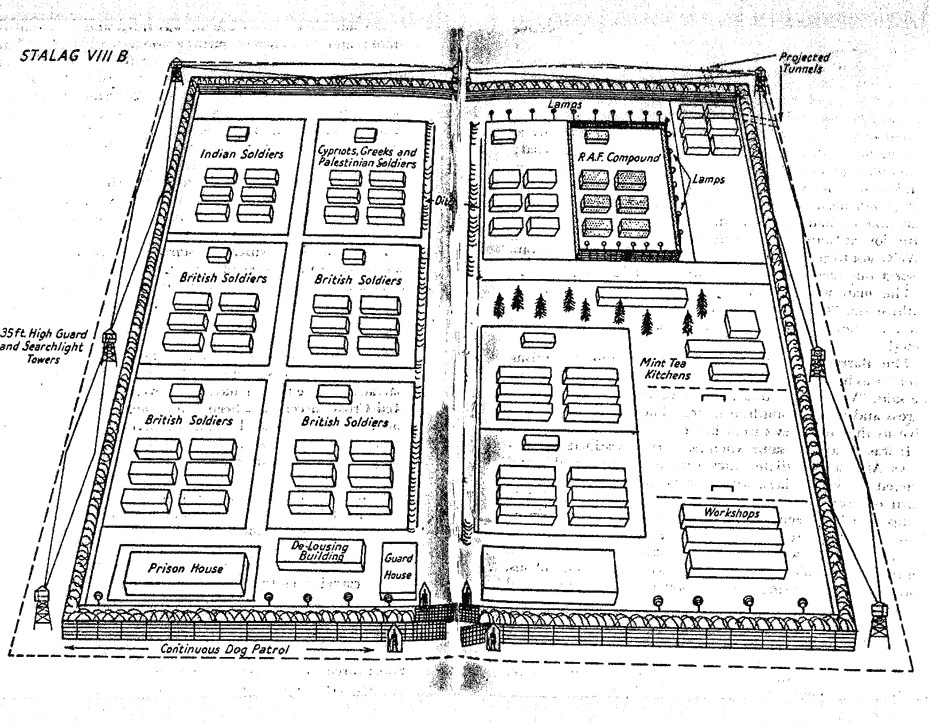 STALAG VIII B
Projected
Tunnels
Lamps
Indian Soldiers
Cypriots, Greeks and
Palestinian Soldiers
R.A.F. Compound
Lamps
British Soldiers
British Soldiers
35ft. High Guard
and Searchlight
Towers
Mint Tea
Kitchens
British Soldiers
British Soldiers
Workshops
De-Lousing
Building
Prison House
Guard
House
Continuous Dog Patrol